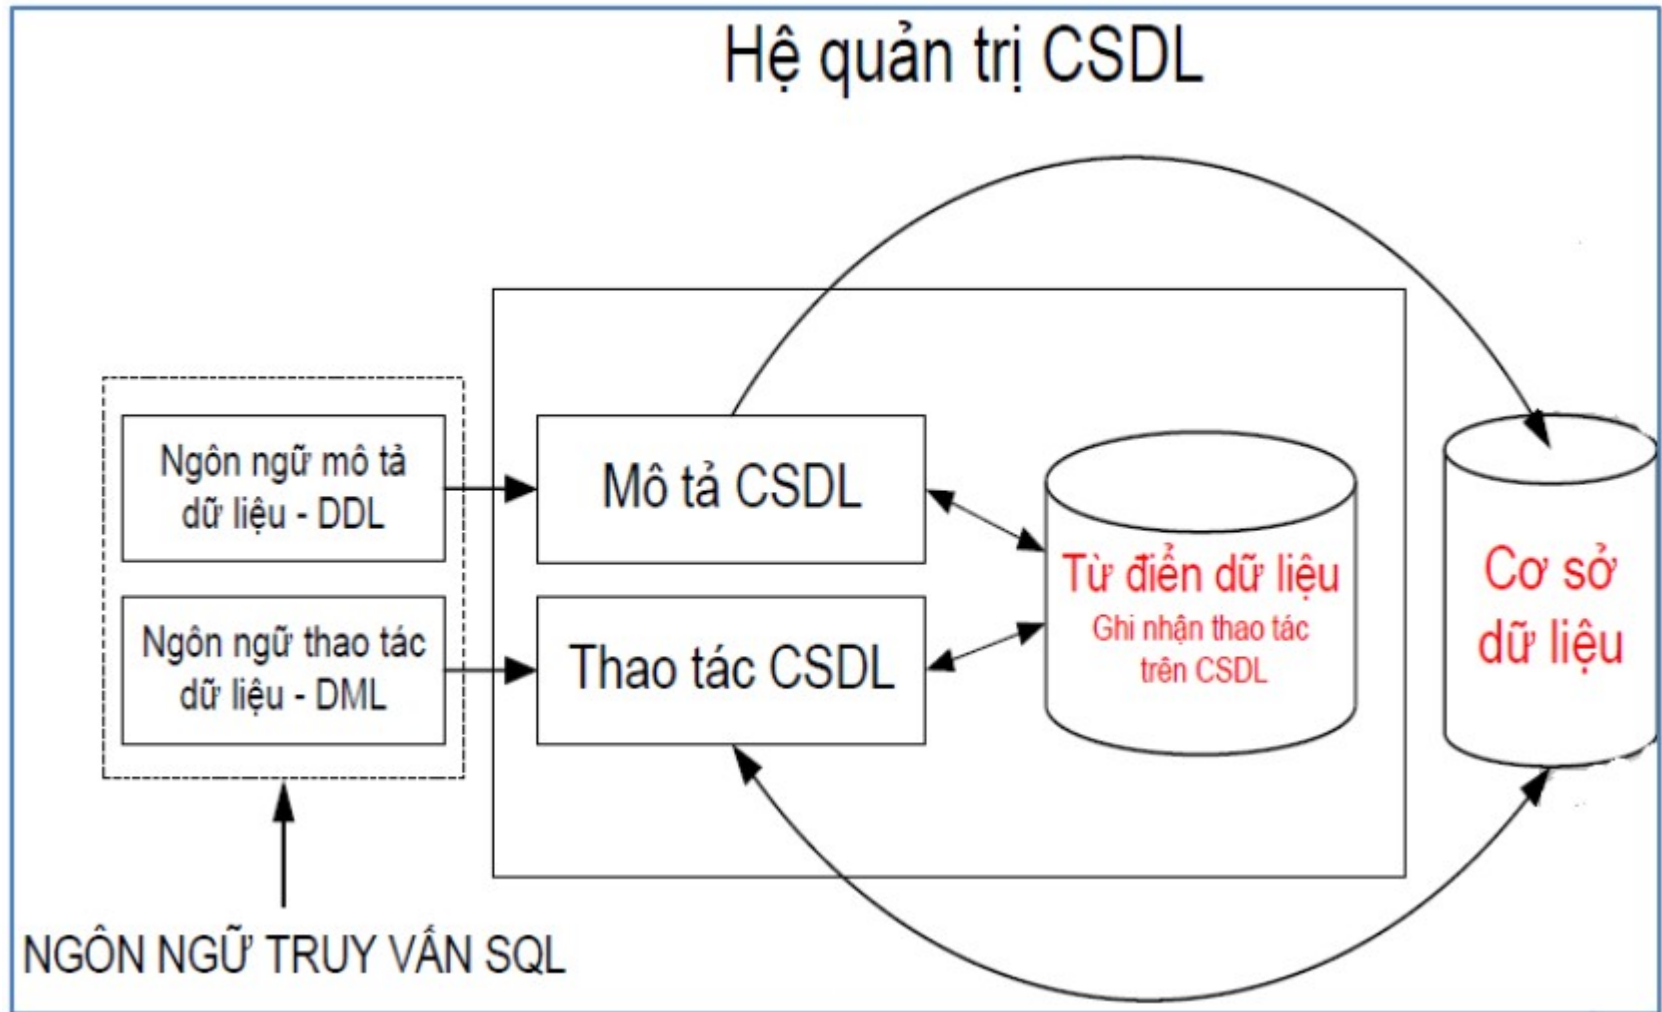 Hệ quản trị CSDL
Ngôn ngữ mô tả
dữ liệu - DDL
Mô tả CSDL
Từ điển dữ liệu
Ghi nhận thao tác
trên CSDL
Cơ sở
dữ liệu
Ngôn ngữ thao tác
dữ liệu - DML
Thao tác CSDL
NGÔN NGỮ TRUY VẤN SQL